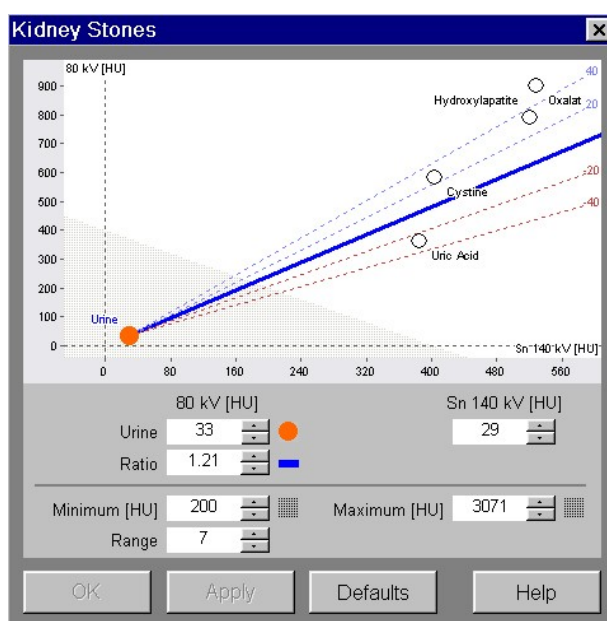 Kidney Stones
80 kV [HU]
900
800
700
600
500
400
300
200
100
0
40
20
-20
-40
Hydroxylapatite
Oxalat
Cystine
Uric Acid
Urine
Sn 140 kV [HU]
0 80 160 240 320 400 480 560
80 kV [HU] Sn 140 kV [HU]
Urine 33 29
Ratio 1.21
Minimum [HU] 200 Maximum [HU] 3071
Range 7
OK Apply Defaults Help